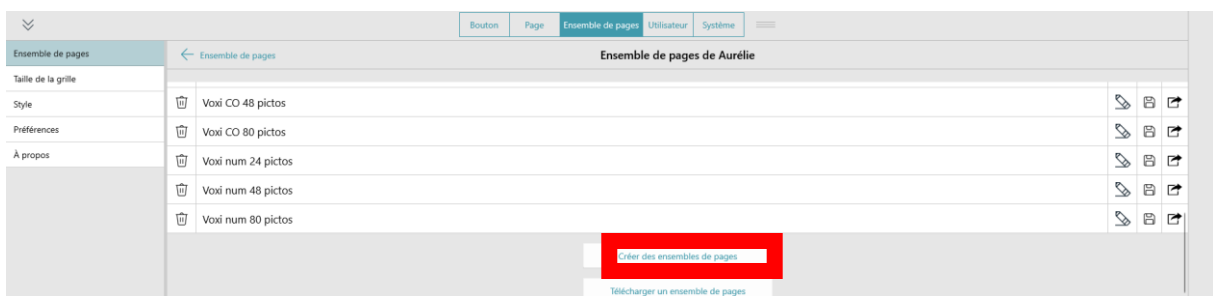 Bouton Page Ensemble de pages Utilisateur Système
Ensemble de pages
Taille de la grille
Style
Préférences
À propos
Ensemble de pages
Ensemble de pages de Aurélie
Voxi CO 48 pictos
Voxi CO 80 pictos
Voxi num 24 pictos
Voxi num 48 pictos
Voxi num 80 pictos
Créer des ensembles de pages
Télécharger un ensemble de pages